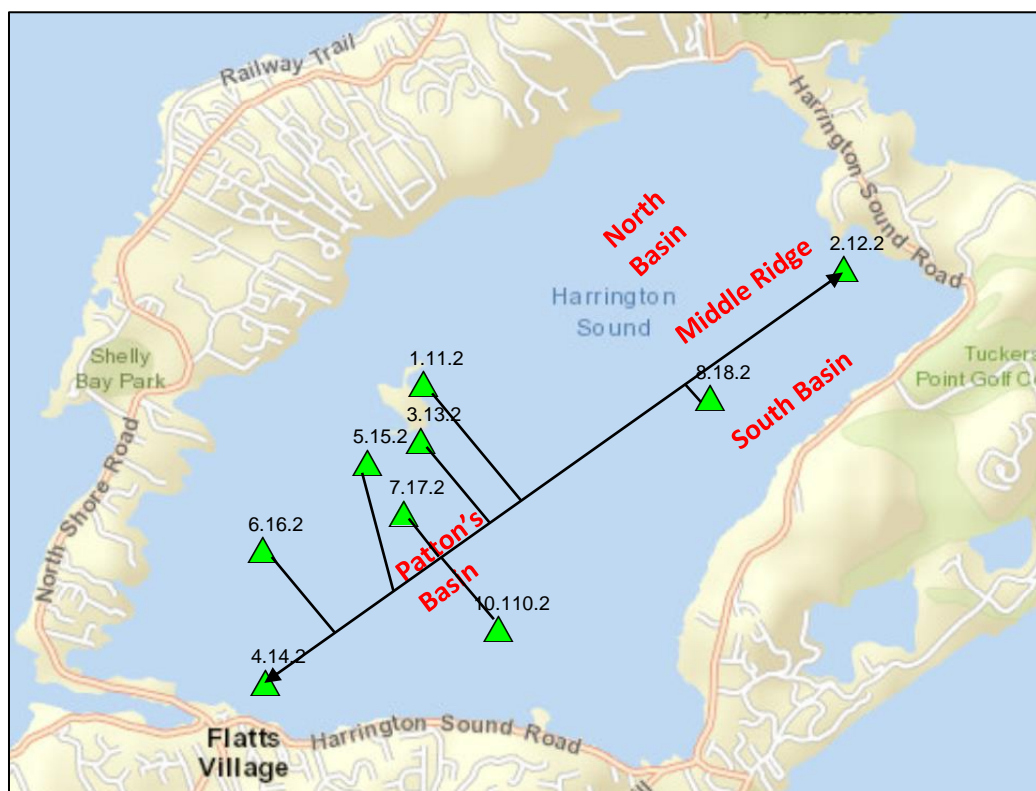 Railway Trail
Harrington Sound Road
North
Basin
2.12.2
Middle Ridge
Harrington
Sound
Shelly
Bay Park
1.11.2
8.18.2
Tuckers
Point Golf C
South Basin
3.13.2
5.15.2
7.17.2
North Shore Road
6.16.2
Patton's
Basin
10.110.2
4.14.2
Flatts
Village
Harrington Sound Road